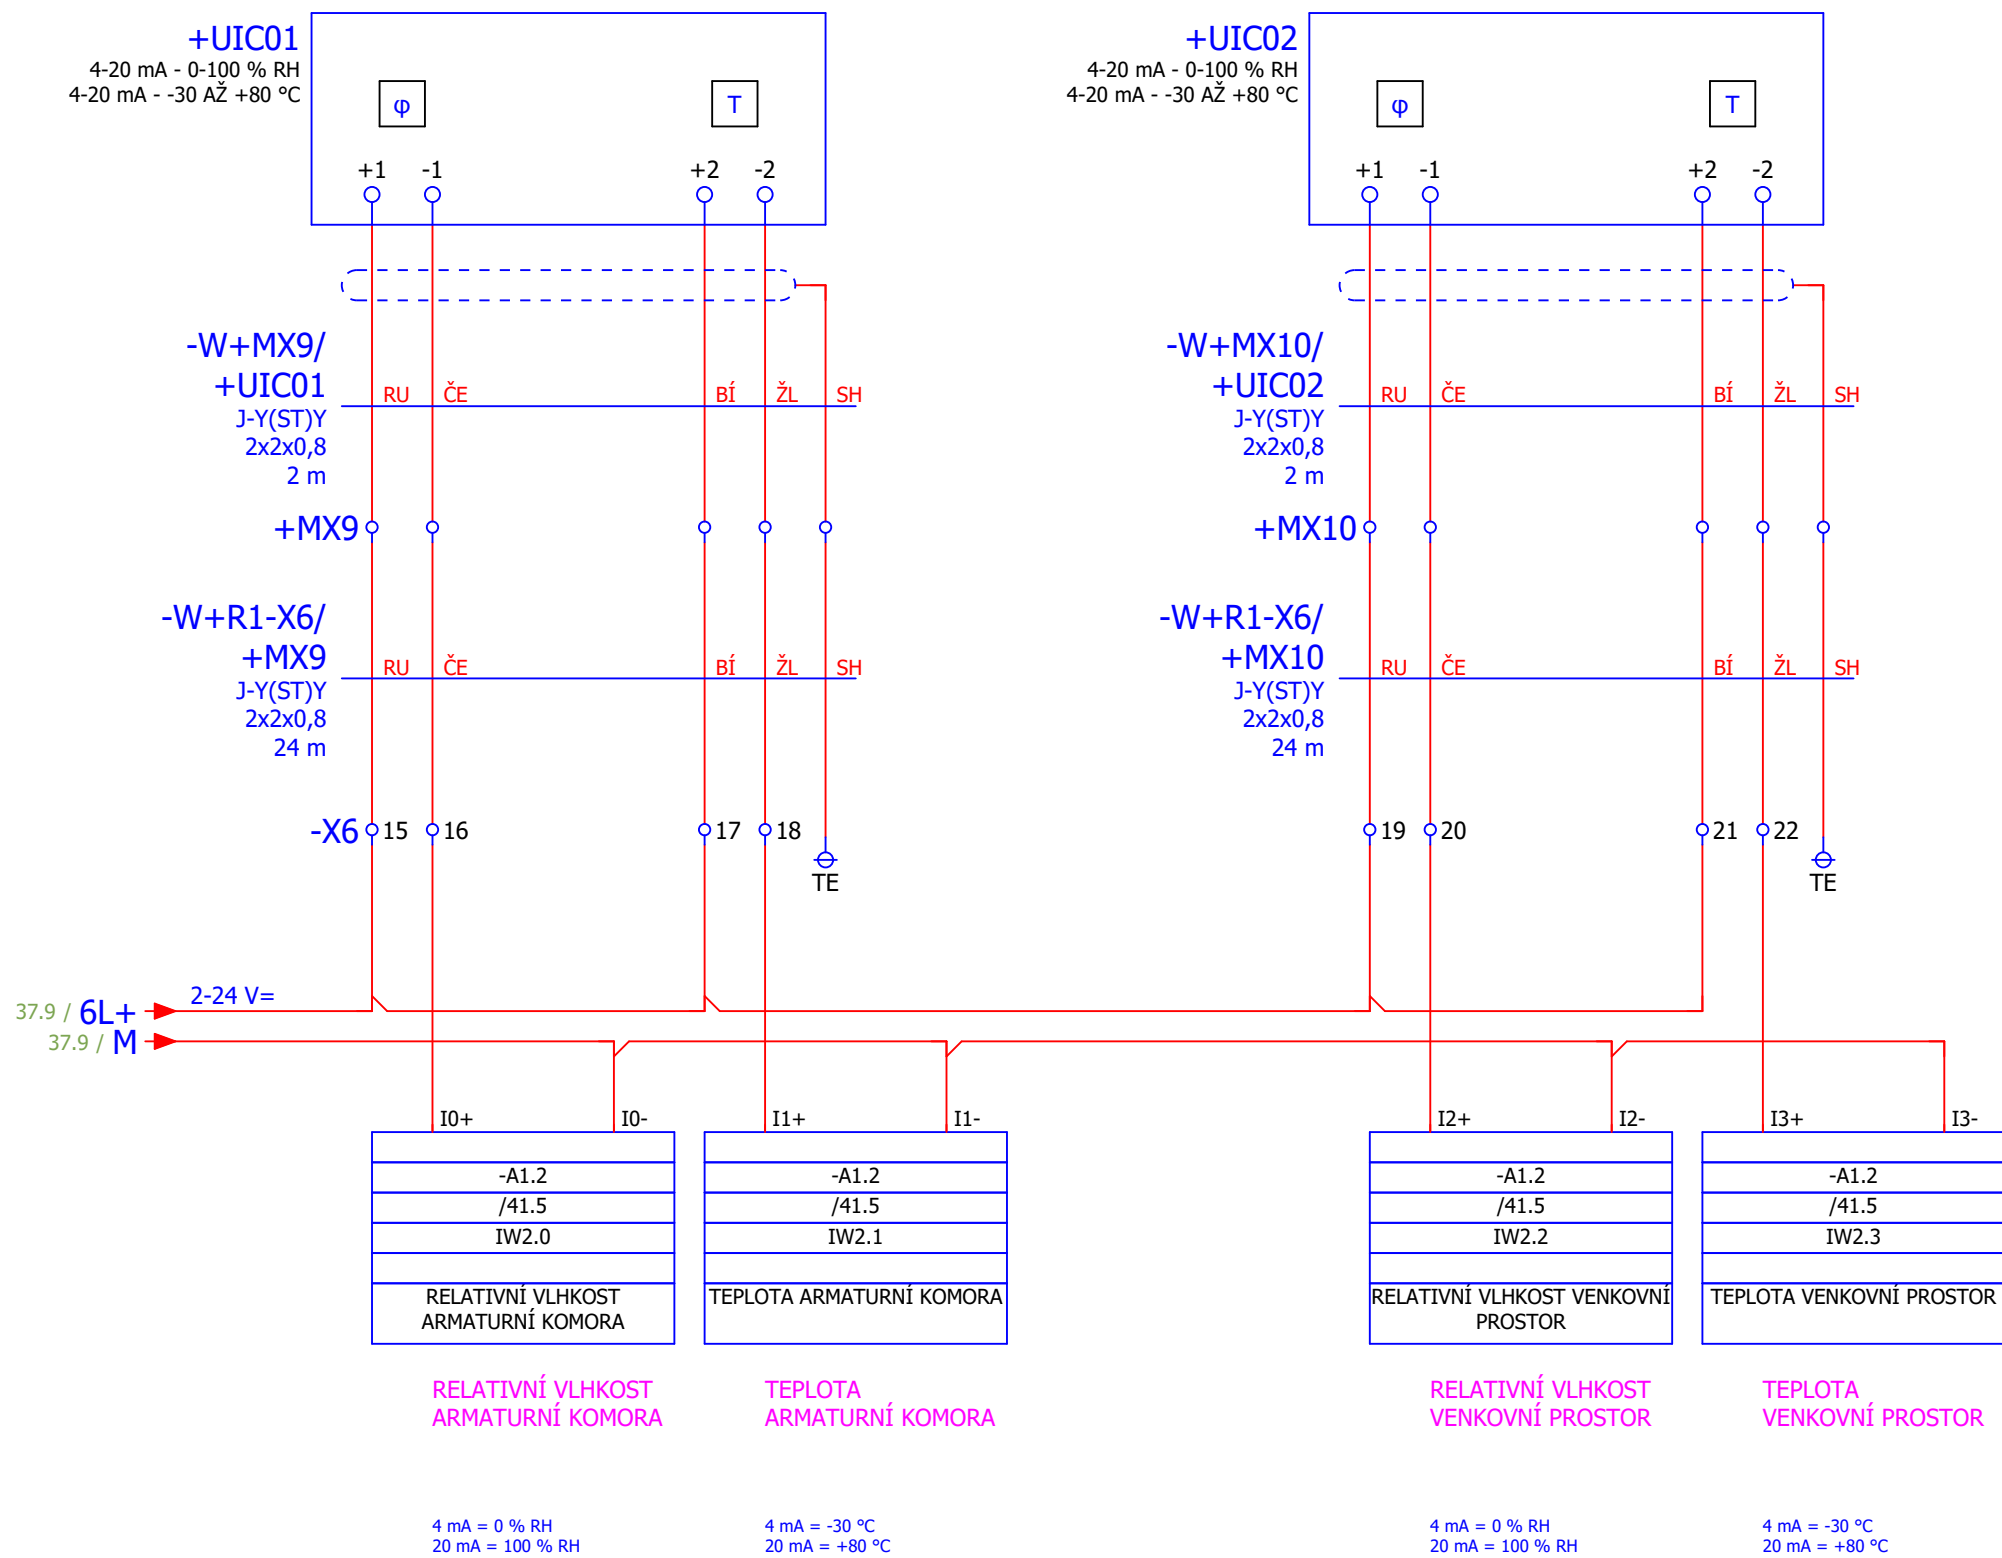 +UIC01
4-20 mA - 0-100 % RH
4-20 mA - -30 AŽ +80 °C
φ
T
+1
-1
+2
-2
+UIC02
4-20 mA - 0-100 % RH
4-20 mA - -30 AŽ +80 °C
φ
T
+1
-1
+2
-2
-W+MX9/
+UIC01
J-Y(ST)Y
2x2x0,8
2 m
RU
ČE
BÍ
ŽL
SH
-W+MX10/
+UIC02
J-Y(ST)Y
2x2x0,8
2 m
RU
ČE
BÍ
ŽL
SH
+MX9
+MX10
-W+R1-X6/
+MX9
J-Y(ST)Y
2x2x0,8
24 m
RU
ČE
BÍ
ŽL
SH
-W+R1-X6/
+MX10
J-Y(ST)Y
2x2x0,8
24 m
RU
ČE
BÍ
ŽL
SH
-X6
15
16
17
18
TE
19
20
21
22
TE
37.9 / 6L+
2-24 V=
37.9 / M
I0+
I0-
I1+
I1-
I2+
I2-
I3+
I3-
-A1.2
/41.5
IW2.0
RELATIVNÍ VLHKOST
ARMATURNÍ KOMORA
-A1.2
/41.5
IW2.1
TEPLOTA ARMATURNÍ KOMORA
-A1.2
/41.5
IW2.2
RELATIVNÍ VLHKOST VENKOVNÍ
PROSTOR
-A1.2
/41.5
IW2.3
TEPLOTA VENKOVNÍ PROSTOR
RELATIVNÍ VLHKOST
ARMATURNÍ KOMORA
TEPLOTA
ARMATURNÍ KOMORA
RELATIVNÍ VLHKOST
VENKOVNÍ PROSTOR
TEPLOTA
VENKOVNÍ PROSTOR
4 mA = 0 % RH
20 mA = 100 % RH
4 mA = -30 °C
20 mA = +80 °C
4 mA = 0 % RH
20 mA = 100 % RH
4 mA = -30 °C
20 mA = +80 °C